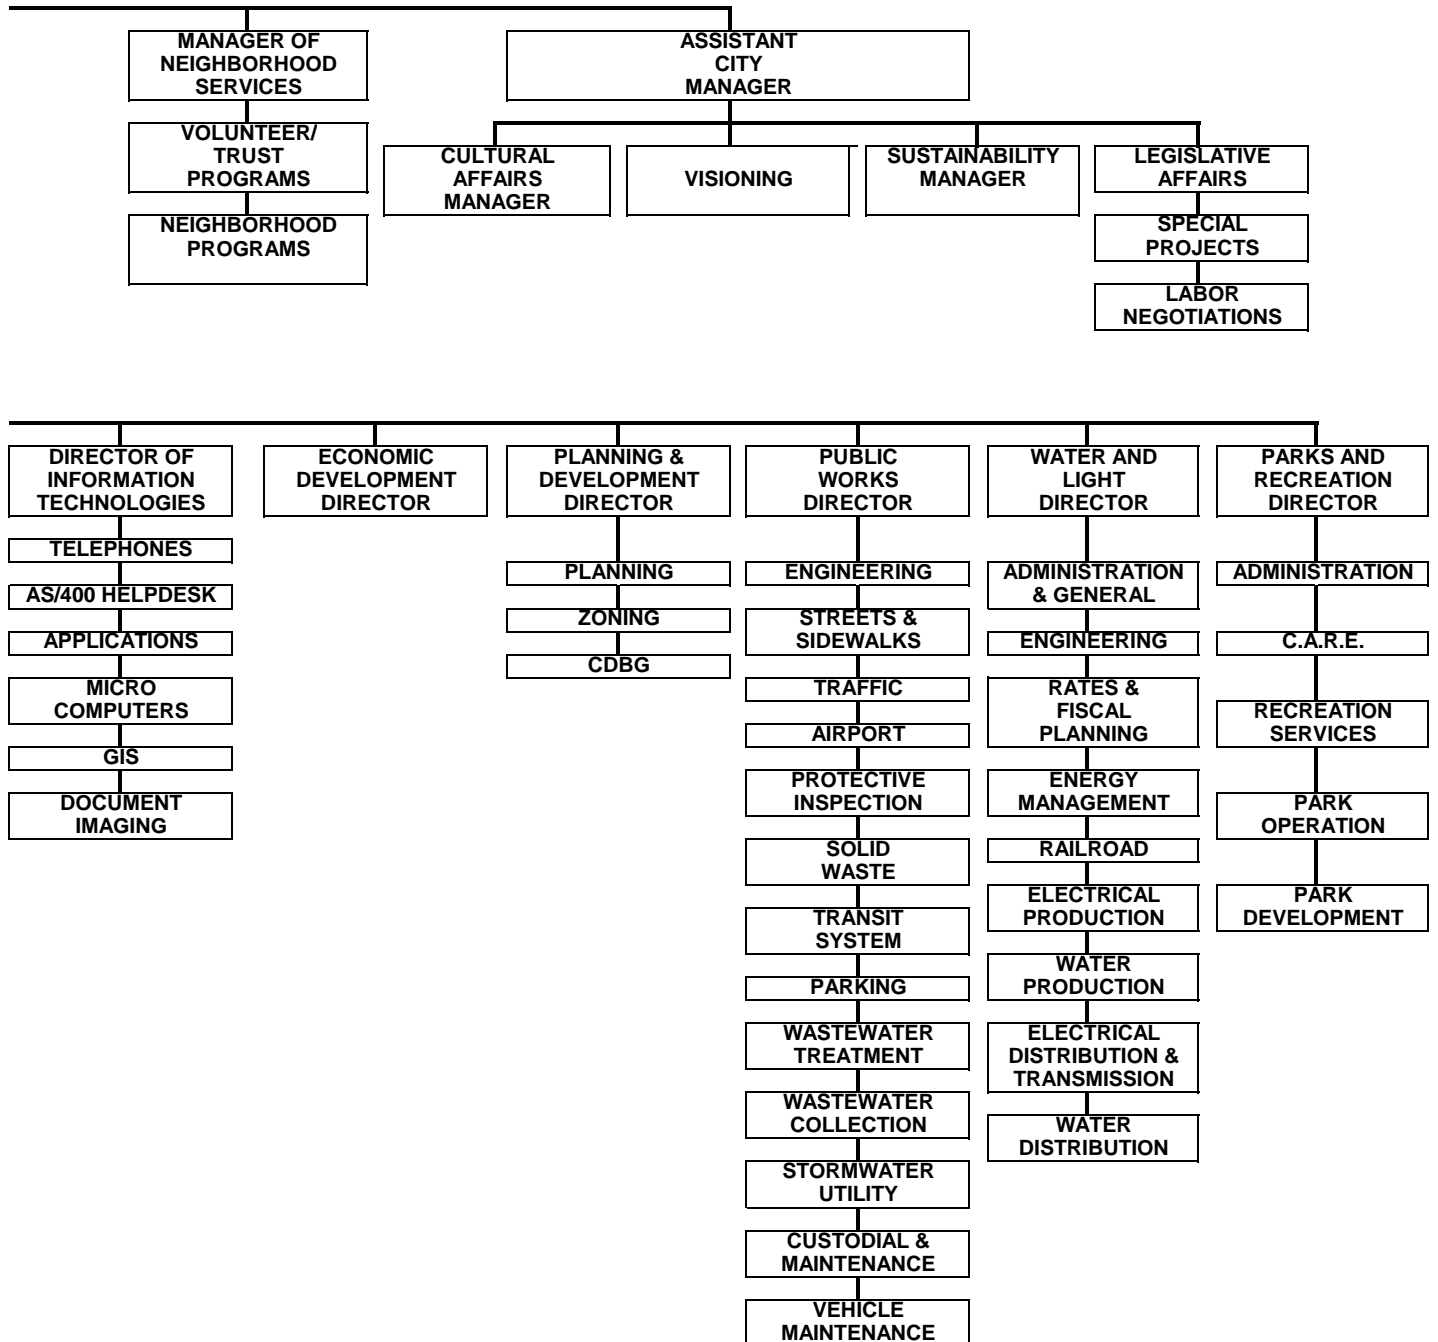 MANAGER OF
NEIGHBORHOOD
SERVICES
VOLUNTEER/
TRUST
PROGRAMS
NEIGHBORHOOD
PROGRAMS
ASSISTANT
CITY
MANAGER
CULTURAL
AFFAIRS
MANAGER
VISIONING
SUSTAINABILITY
MANAGER
LEGISLATIVE
AFFAIRS
SPECIAL
PROJECTS
LABOR
NEGOTIATIONS
DIRECTOR OF
INFORMATION
TECHNOLOGIES
TELEPHONES
AS/400 HELPDESK
APPLICATIONS
MICRO
COMPUTERS
GIS
DOCUMENT
IMAGING
ECONOMIC
DEVELOPMENT
DIRECTOR
PLANNING &
DEVELOPMENT
DIRECTOR
PLANNING
ZONING
CDBG
PUBLIC
WORKS
DIRECTOR
ENGINEERING
STREETS &
SIDEWALKS
TRAFFIC
AIRPORT
PROTECTIVE
INSPECTION
SOLID
WASTE
TRANSIT
SYSTEM
PARKING
WASTEWATER
TREATMENT
WASTEWATER
COLLECTION
STORMWATER
UTILITY
CUSTODIAL &
MAINTENANCE
VEHICLE
MAINTENANCE
WATER AND
LIGHT
DIRECTOR
ADMINISTRATION
& GENERAL
ENGINEERING
RATES &
FISCAL
PLANNING
ENERGY
MANAGEMENT
RAILROAD
ELECTRICAL
PRODUCTION
WATER
PRODUCTION
ELECTRICAL
DISTRIBUTION &
TRANSMISSION
WATER
DISTRIBUTION
PARKS AND
RECREATION
DIRECTOR
ADMINISTRATION
C.A.R.E.
RECREATION
SERVICES
PARK
OPERATION
PARK
DEVELOPMENT